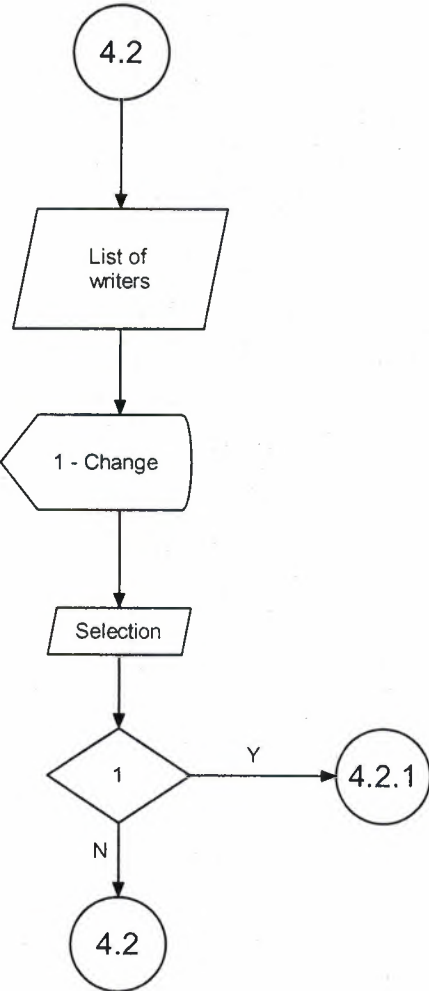 4.2
List of
writers
1 - Change
Selection
1
Y
4.2.1
N
4.2